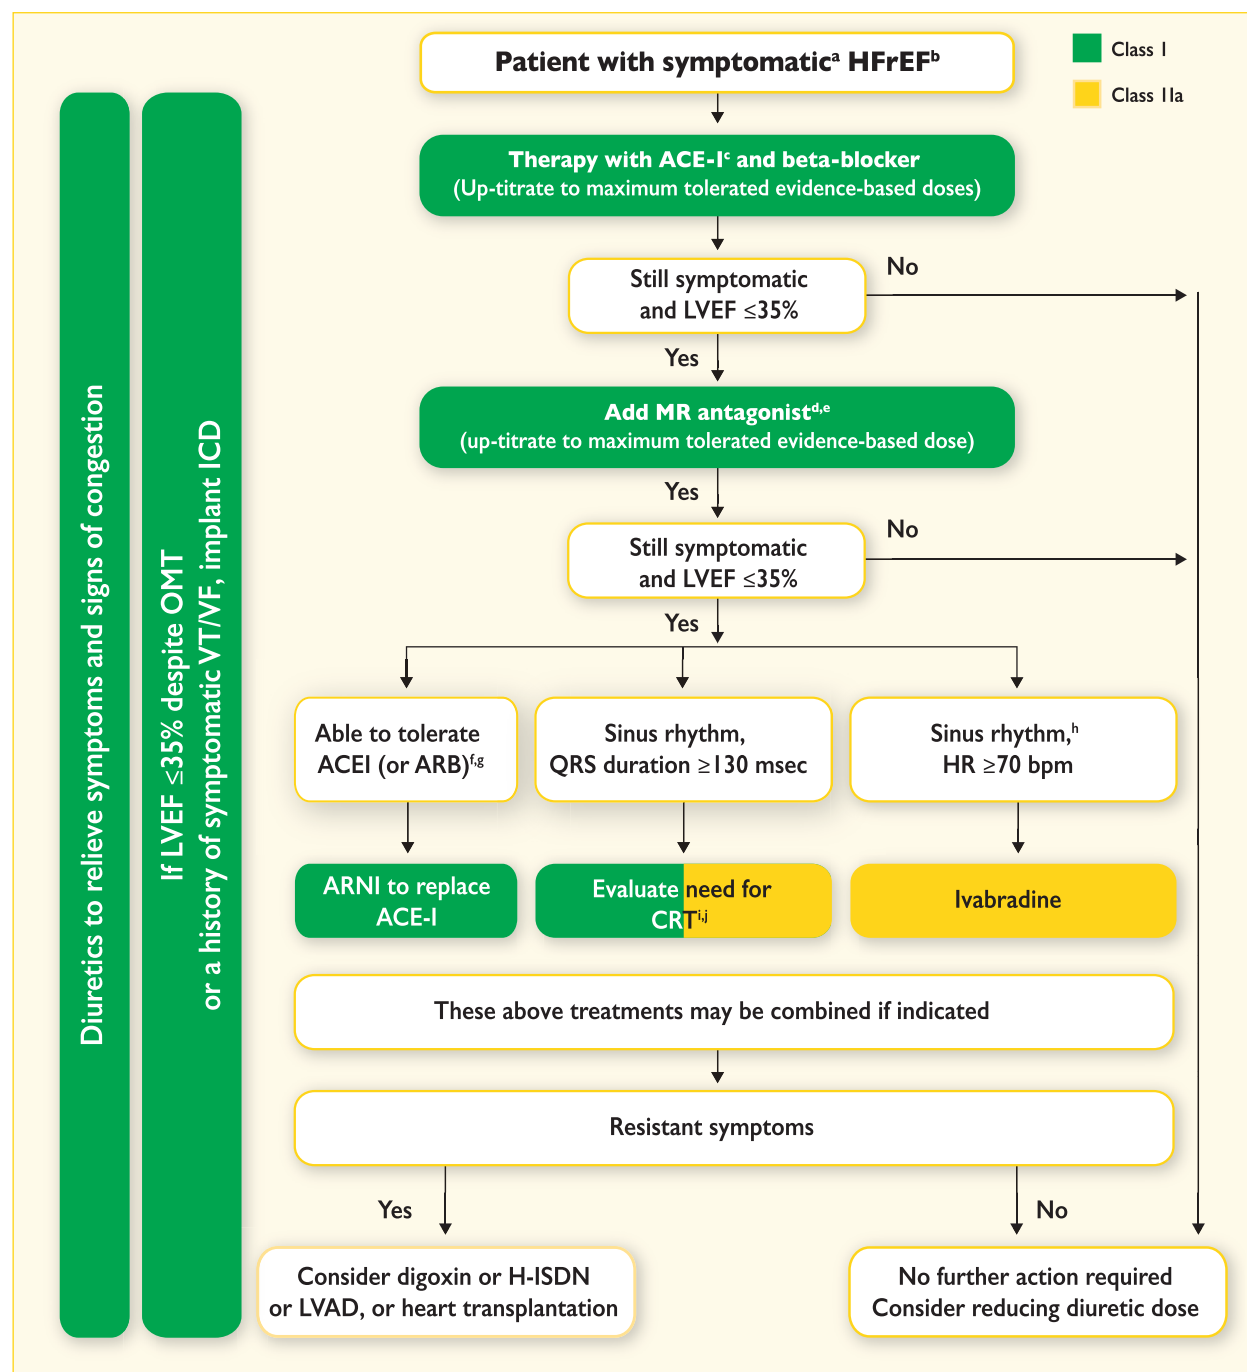 Patient with symptomaticᵃ HFrEFᵇ
Class I
Class IIa
Therapy with ACE-Iᶜ and beta-blocker
(Up-titrate to maximum tolerated evidence-based doses)
Still symptomatic
and LVEF ≤35%
No
Yes
Add MR antagonistᵈ,ᵉ
(up-titrate to maximum tolerated evidence-based dose)
Yes
Still symptomatic
and LVEF ≤35%
No
Yes
Able to tolerate
ACEI (or ARB)ᶠ,ᵍ
Sinus rhythm,
QRS duration ≥130 msec
Sinus rhythm,ʰ
HR ≥70 bpm
ARNI to replace
ACE-I
Evaluate need for
CRTⁱ,ʲ
Ivabradine
These above treatments may be combined if indicated
Resistant symptoms
Yes
No
Consider digoxin or H-ISDN
or LVAD, or heart transplantation
No further action required
Consider reducing diuretic dose
Diuretics to relieve symptoms and signs of congestion
If LVEF ≤35% despite OMT
or a history of symptomatic VT/VF, implant ICD